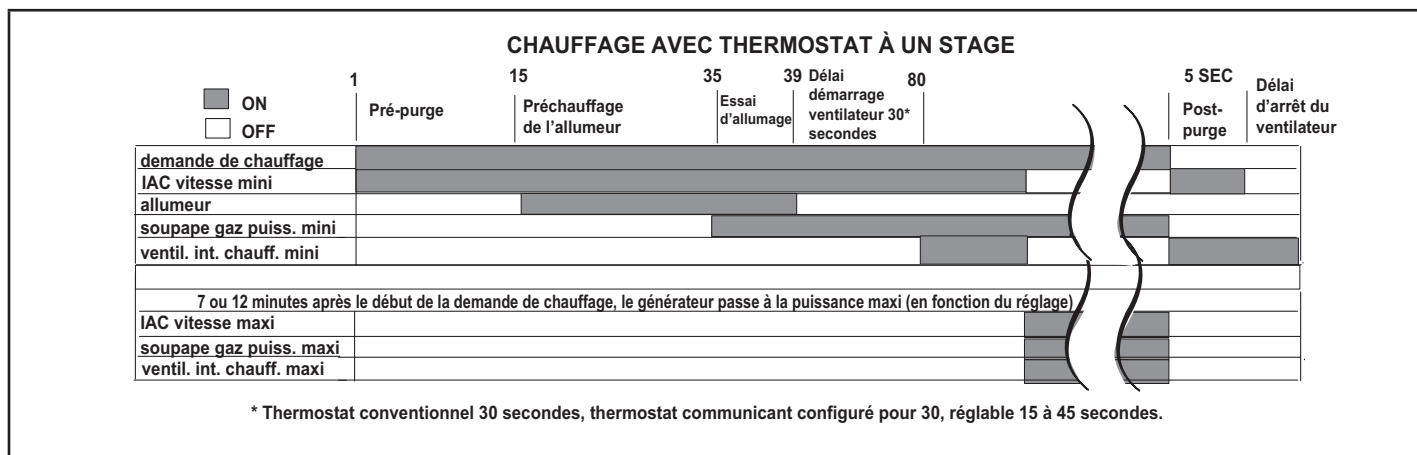 CHAUFFAGE AVEC THERMOSTAT À UN STAGE
1
15
35
39
80
5 SEC
ON
OFF
Pré-purge
Préchauffage
de l'allumeur
Essai
d'allumage
Délai
démarrage
ventilateur 30*
secondes
Post-
purge
Délai
d'arrêt du
ventilateur
demande de chauffage
IAC vitesse mini
allumeur
soupape gaz puiss. mini
ventil. int. chauff. mini
7 ou 12 minutes après le début de la demande de chauffage, le générateur passe à la puissance maxi (en fonction du réglage)
IAC vitesse maxi
soupape gaz puiss. maxi
ventil. int. chauff. maxi
* Thermostat conventionnel 30 secondes, thermostat communicant configuré pour 30, réglable 15 à 45 secondes.